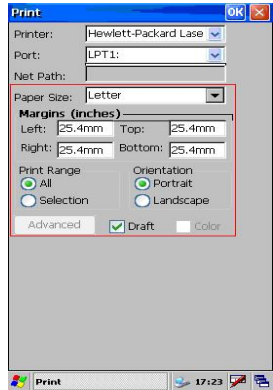 Print OK
Printer: Hewlett-Packard Lase
Port: LPT1:
Net Path:
Paper Size: Letter
Margins (inches)
Left: 25.4mm Top: 25.4mm
Right: 25.4mm Bottom: 25.4mm
Print Range Orientation
All Portrait
Selection Landscape
Advanced Draft Color
Print 17:23